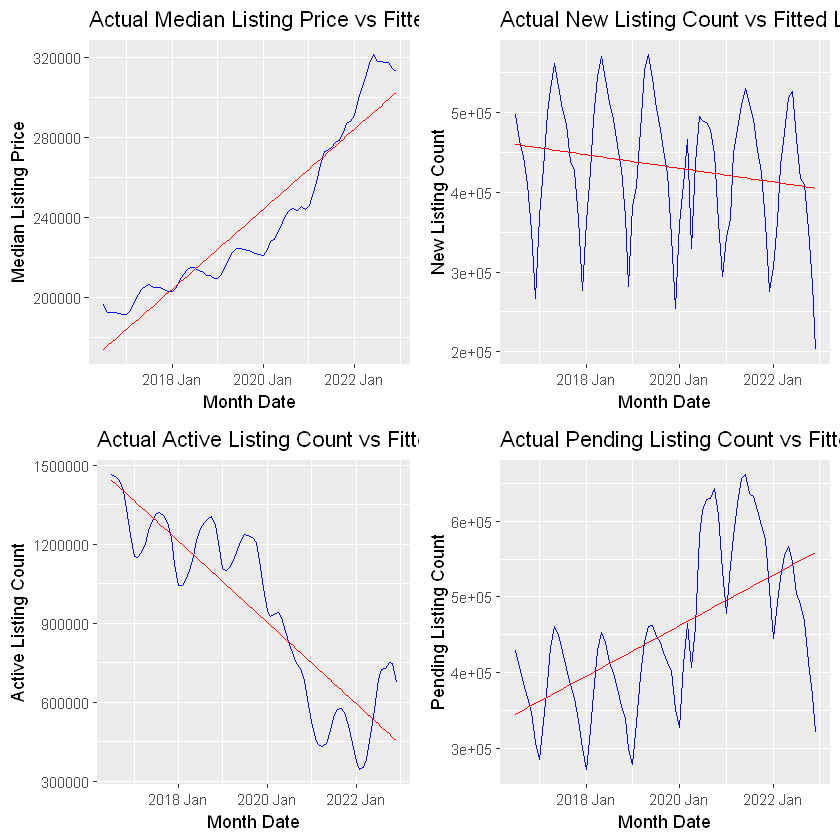 Actual Median Listing Price vs Fitte
Median Listing Price
320000
280000
240000
200000
2018 Jan 2020 Jan 2022 Jan
Month Date
Actual New Listing Count vs Fitted L
New Listing Count
5e+05
4e+05
3e+05
2e+05
2018 Jan 2020 Jan 2022 Jan
Month Date
Actual Active Listing Count vs Fitte
Active Listing Count
1500000
1200000
900000
600000
300000
2018 Jan 2020 Jan 2022 Jan
Month Date
Actual Pending Listing Count vs Fitte
Pending Listing Count
6e+05
5e+05
4e+05
3e+05
2018 Jan 2020 Jan 2022 Jan
Month Date